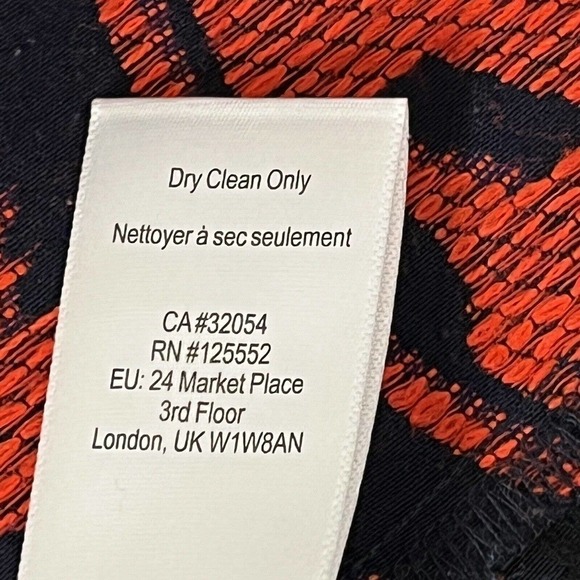 Dry Clean Only
Nettoyer à sec seulement
CA#32054
RN #125552
EU: 24 Market Place
3rd Floor
London, UK W1W8AN